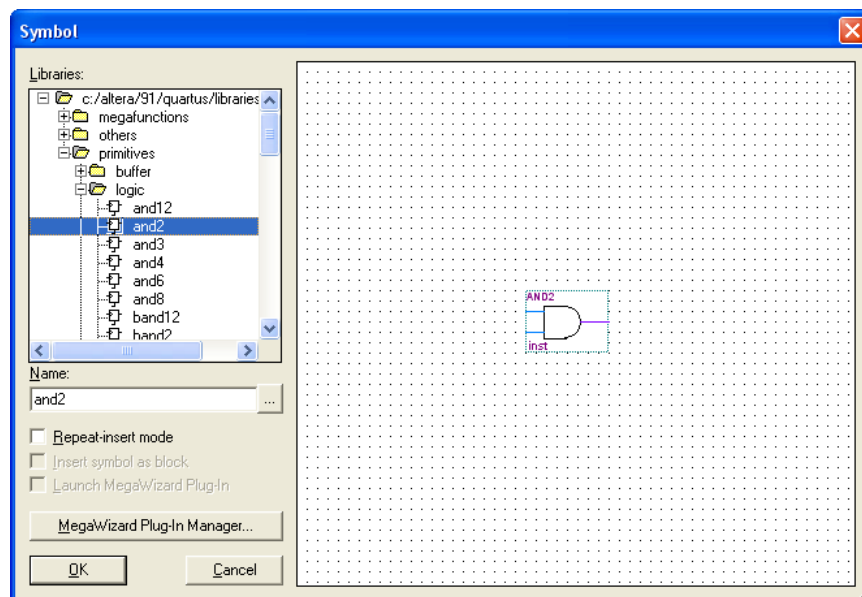 Symbol
Libraries:
c:/altera/91/quartus/libraries
megafunctions
others
primitives
buffer
logic
and12
and2
and3
and4
and6
and8
band12
band2
Name:
and2
...
Repeat-insert mode
Insert symbol as block
Launch MegaWizard Plug-In
MegaWizard Plug-In Manager...
OK
Cancel
AND2
inst